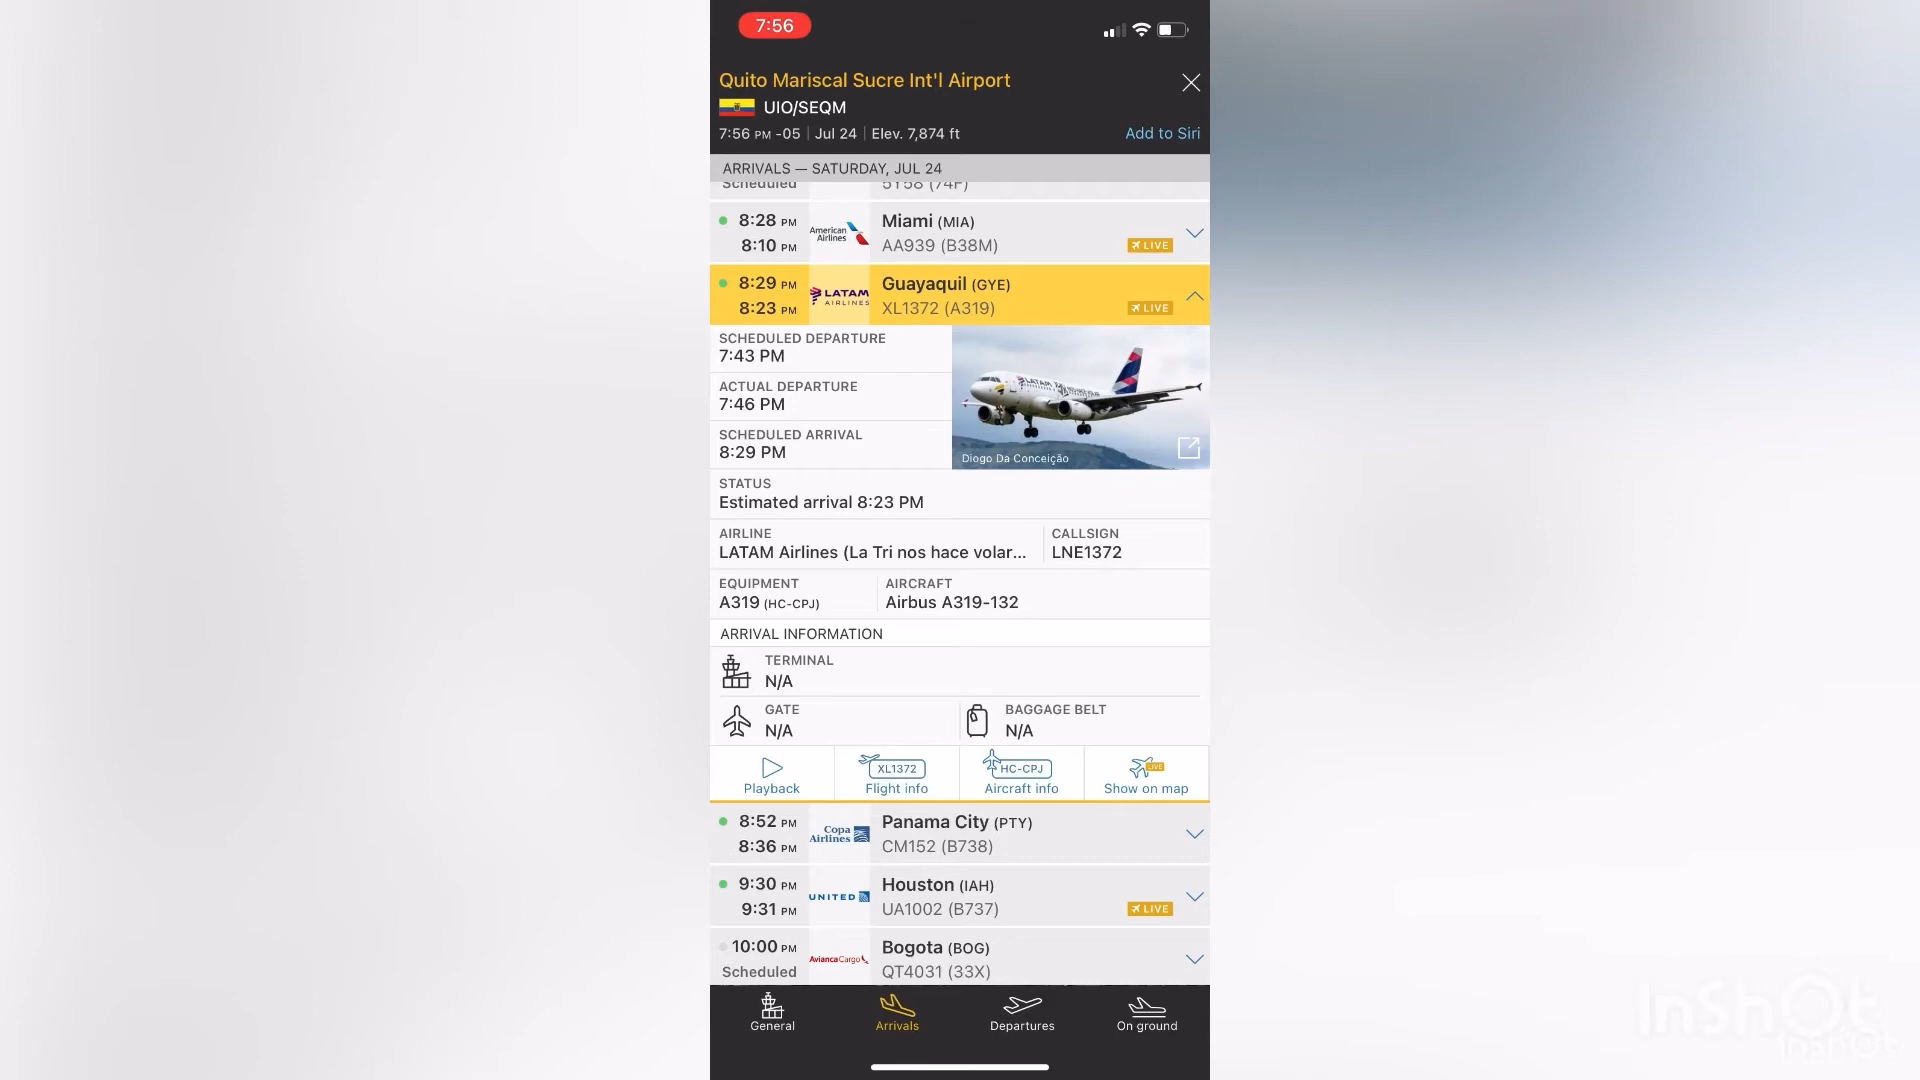 7:56
Quito Mariscal Sucre Int'l Airport
UIO/SEQM
7:56 PM -05 | Jul 24 | Elev. 7,874 ft
Add to Siri
ARRIVALS — SATURDAY, JUL 24
Scheduled
5Y58 (74F)
8:28 PM
8:10 PM
American Airlines
Miami (MIA)
AA939 (B38M)
LIVE
8:29 PM
8:23 PM
LATAM AIRLINES
Guayaquil (GYE)
XL1372 (A319)
LIVE
SCHEDULED DEPARTURE
7:43 PM
ACTUAL DEPARTURE
7:46 PM
SCHEDULED ARRIVAL
8:29 PM
LATAM
Diogo Da Conceição
STATUS
Estimated arrival 8:23 PM
AIRLINE
LATAM Airlines (La Tri nos hace volar...
CALLSIGN
LNE1372
EQUIPMENT
A319 (HC-CPJ)
AIRCRAFT
Airbus A319-132
ARRIVAL INFORMATION
TERMINAL
N/A
GATE
N/A
BAGGAGE BELT
N/A
Playback
XL1372
Flight info
HC-CPJ
Aircraft info
LIVE
Show on map
8:52 PM
8:36 PM
Copa Airlines
Panama City (PTY)
CM152 (B738)
9:30 PM
9:31 PM
UNITED
Houston (IAH)
UA1002 (B737)
LIVE
10:00 PM
Scheduled
Avianca Cargo
Bogota (BOG)
QT4031 (33X)
General
Arrivals
Departures
On ground
InShOt
InShOt